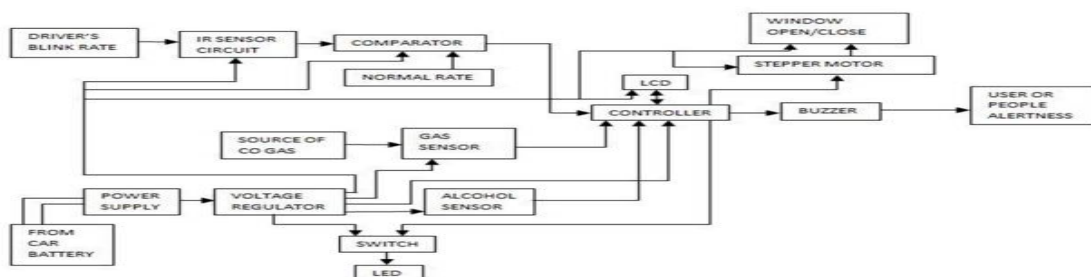 DRIVER'S
BLINK RATE
IR SENSOR
CIRCUIT
COMPARATOR
WINDOW
OPEN/CLOSE
NORMAL RATE
STEPPER MOTOR
LCD
CONTROLLER
BUZZER
USER OR
PEOPLE
ALERTNESS
SOURCE OF
CO GAS
GAS
SENSOR
POWER
SUPPLY
VOLTAGE
REGULATOR
ALCOHOL
SENSOR
FROM
CAR
BATTERY
SWITCH
LED